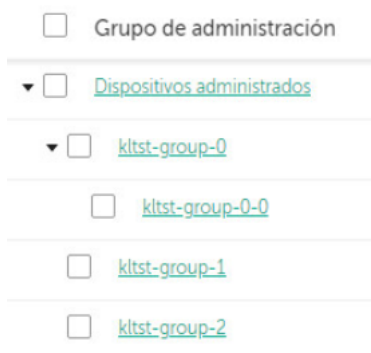 Grupo de administración
Dispositivos administrados
kltst-group-0
kltst-group-0-0
kltst-group-1
kltst-group-2